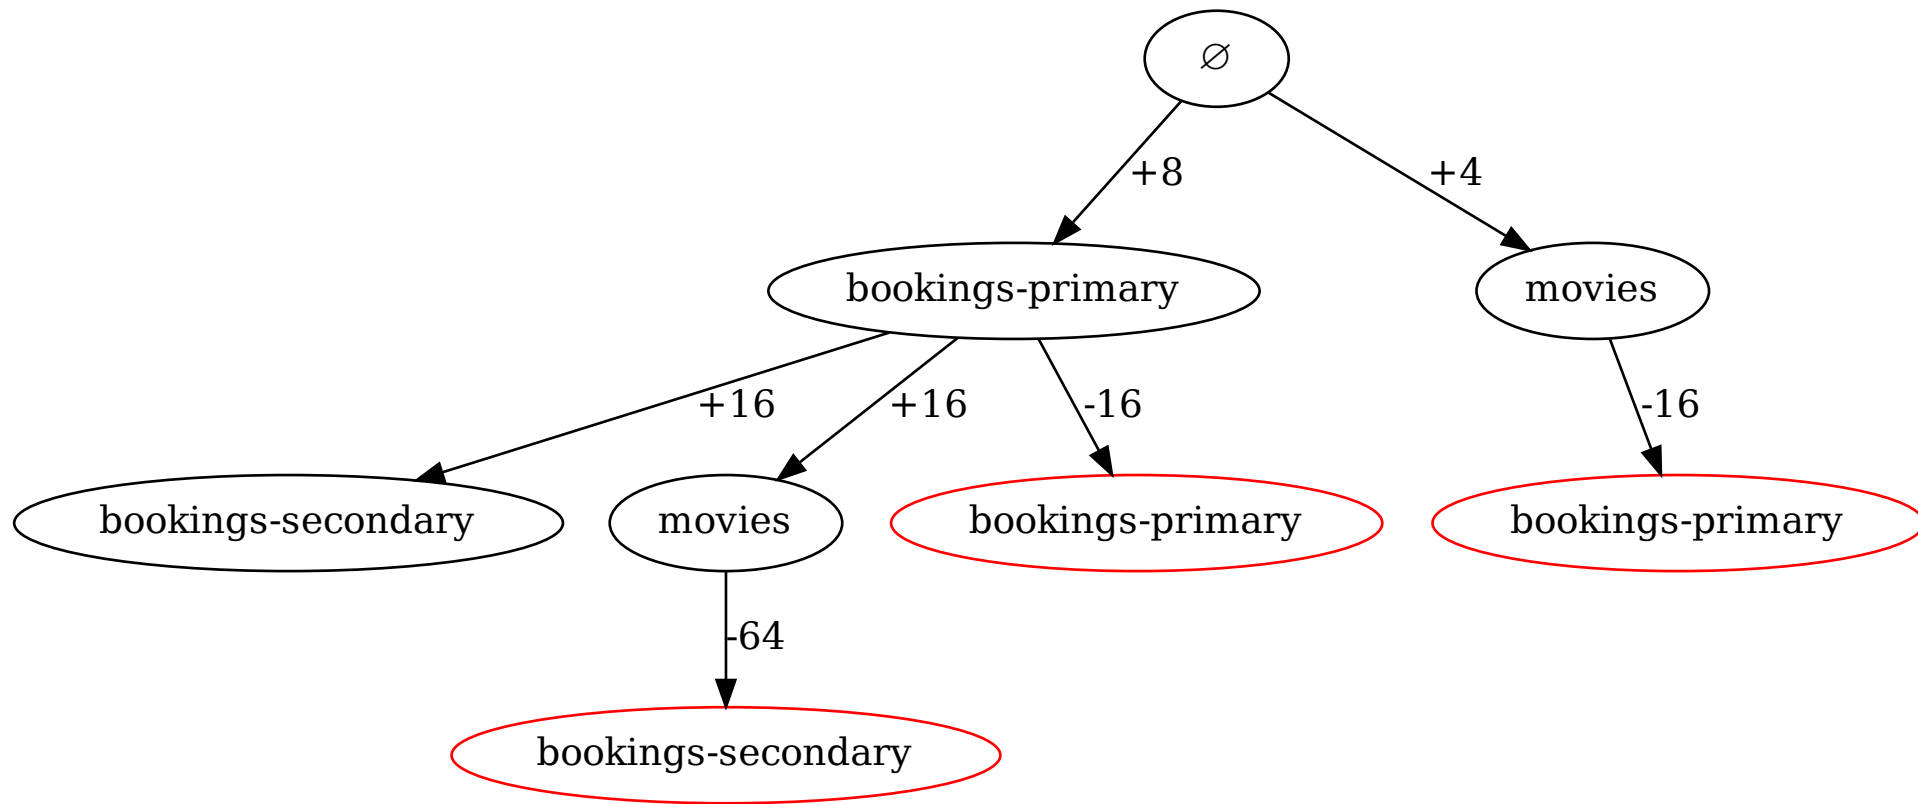 ∅
+8
+4
bookings-primary
movies
+16
+16
-16
-16
bookings-secondary
movies
bookings-primary
bookings-primary
-64
bookings-secondary